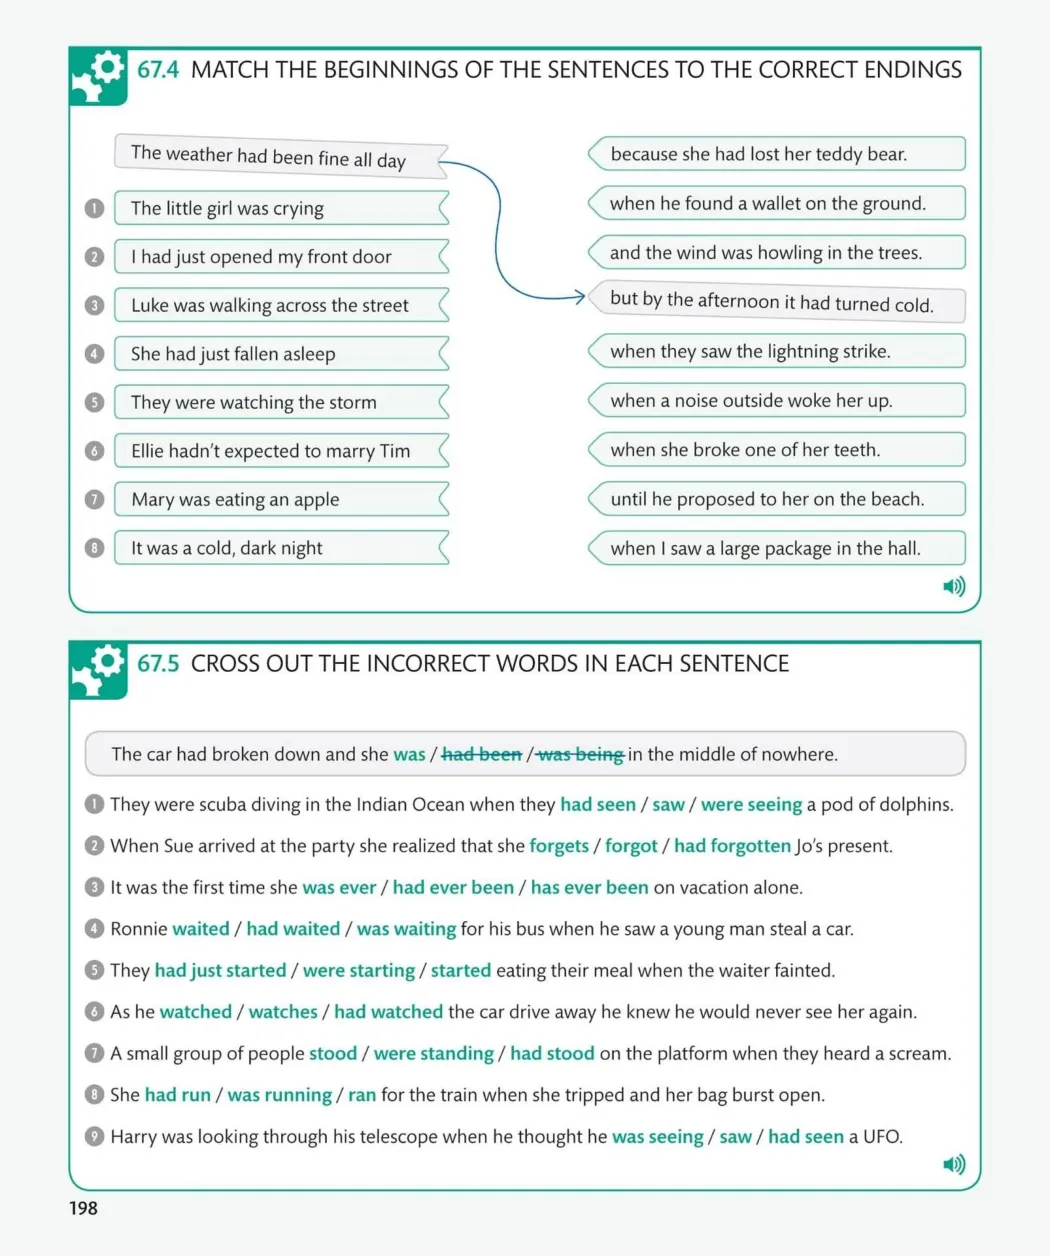 67.4 MATCH THE BEGINNINGS OF THE SENTENCES TO THE CORRECT ENDINGS
The weather had been fine all day
1 The little girl was crying
2 I had just opened my front door
3 Luke was walking across the street
4 She had just fallen asleep
5 They were watching the storm
6 Ellie hadn't expected to marry Tim
7 Mary was eating an apple
8 It was a cold, dark night
because she had lost her teddy bear.
when he found a wallet on the ground.
and the wind was howling in the trees.
but by the afternoon it had turned cold.
when they saw the lightning strike.
when a noise outside woke her up.
when she broke one of her teeth.
until he proposed to her on the beach.
when I saw a large package in the hall.
67.5 CROSS OUT THE INCORRECT WORDS IN EACH SENTENCE
The car had broken down and she was / had been / was being in the middle of nowhere.
1 They were scuba diving in the Indian Ocean when they had seen / saw / were seeing a pod of dolphins.
2 When Sue arrived at the party she realized that she forgets / forgot / had forgotten Jo's present.
3 It was the first time she was ever / had ever been / has ever been on vacation alone.
4 Ronnie waited / had waited / was waiting for his bus when he saw a young man steal a car.
5 They had just started / were starting / started eating their meal when the waiter fainted.
6 As he watched / watches / had watched the car drive away he knew he would never see her again.
7 A small group of people stood / were standing / had stood on the platform when they heard a scream.
8 She had run / was running / ran for the train when she tripped and her bag burst open.
9 Harry was looking through his telescope when he thought he was seeing / saw / had seen a UFO.
198